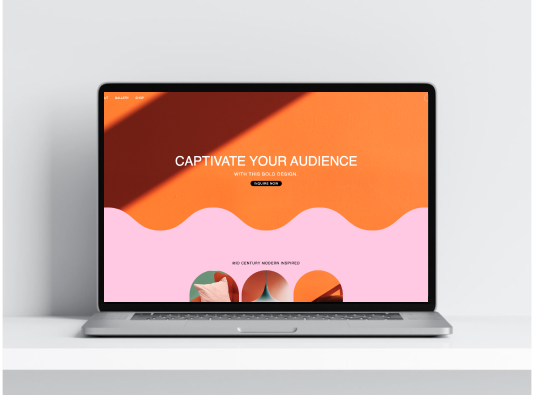 GALLERY SHOP
CAPTIVATE YOUR AUDIENCE
WITH THIS BOLD DESIGN
INQUIRE NOW
MID CENTURY MODERN INSPIRED